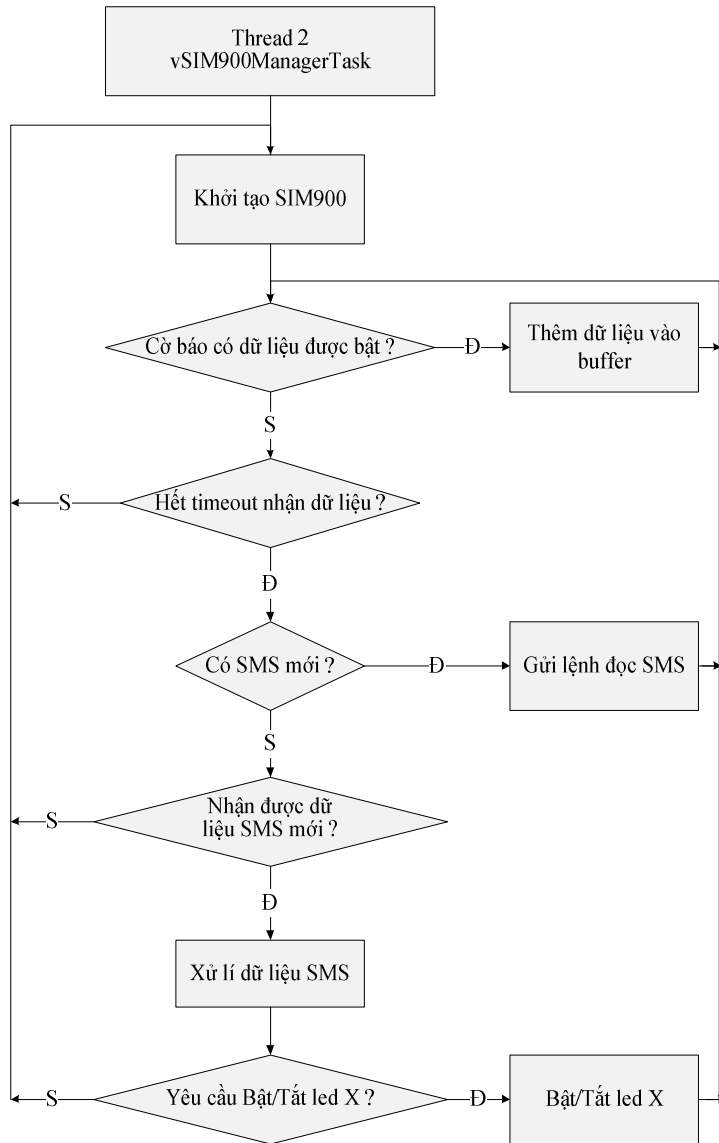 Thread 2
vSIM900ManagerTask
Khởi tạo SIM900
Cờ báo có dữ liệu được bật ?
Đ
Thêm dữ liệu vào
buffer
S
Hết timeout nhận dữ liệu ?
S
Đ
Có SMS mới ?
Đ
Gửi lệnh đọc SMS
S
Nhận được dữ
liệu SMS mới ?
S
Đ
Xử lí dữ liệu SMS
Yêu cầu Bật/Tắt led X ?
S
Đ
Bật/Tắt led X